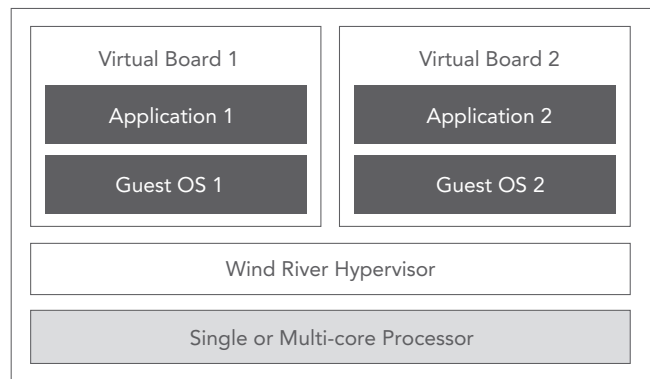 Virtual Board 1
Application 1
Guest OS 1
Virtual Board 2
Application 2
Guest OS 2
Wind River Hypervisor
Single or Multi-core Processor